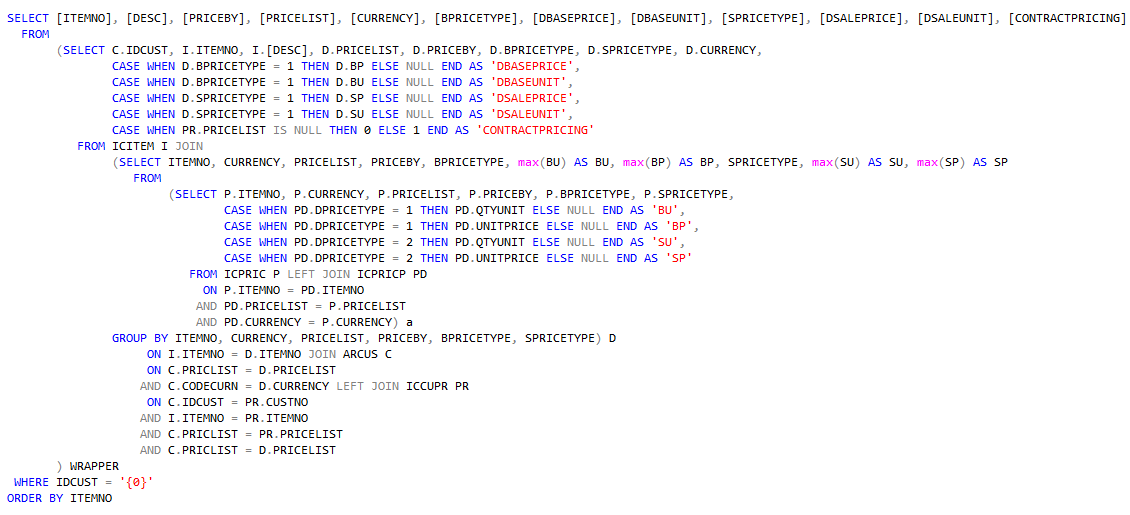 SELECT [ITEMNO], [DESC], [PRICEBY], [PRICELIST], [CURRENCY], [BPRICETYPE], [DBASEPRICE], [DBASEUNIT], [SPRICETYPE], [DSALEPRICE], [DSALEUNIT], [CONTRACTPRICING]
FROM
(SELECT C.IDCUST, I.ITEMNO, I.[DESC], D.PRICELIST, D.PRICEBY, D.BPRICETYPE, D.SPRICETYPE, D.CURRENCY,
CASE WHEN D.BPRICETYPE = 1 THEN D.BP ELSE NULL END AS 'DBASEPRICE',
CASE WHEN D.BPRICETYPE = 1 THEN D.BU ELSE NULL END AS 'DBASEUNIT',
CASE WHEN D.SPRICETYPE = 1 THEN D.SP ELSE NULL END AS 'DSALEPRICE',
CASE WHEN D.SPRICETYPE = 1 THEN D.SU ELSE NULL END AS 'DSALEUNIT',
CASE WHEN PR.PRICELIST IS NULL THEN 0 ELSE 1 END AS 'CONTRACTPRICING'
FROM ICITEM I JOIN
(SELECT ITEMNO, CURRENCY, PRICELIST, PRICEBY, BPRICETYPE, max(BU) AS BU, max(BP) AS BP, SPRICETYPE, max(SU) AS SU, max(SP) AS SP
FROM
(SELECT P.ITEMNO, P.CURRENCY, P.PRICELIST, P.PRICEBY, P.BPRICETYPE, P.SPRICETYPE,
CASE WHEN PD.DPRICETYPE = 1 THEN PD.QTYUNIT ELSE NULL END AS 'BU',
CASE WHEN PD.DPRICETYPE = 1 THEN PD.UNITPRICE ELSE NULL END AS 'BP',
CASE WHEN PD.DPRICETYPE = 2 THEN PD.QTYUNIT ELSE NULL END AS 'SU',
CASE WHEN PD.DPRICETYPE = 2 THEN PD.UNITPRICE ELSE NULL END AS 'SP'
FROM ICPRIC P LEFT JOIN ICPRICP PD
ON P.ITEMNO = PD.ITEMNO
AND PD.PRICELIST = P.PRICELIST
AND PD.CURRENCY = P.CURRENCY) a
GROUP BY ITEMNO, CURRENCY, PRICELIST, PRICEBY, BPRICETYPE, SPRICETYPE) D
ON I.ITEMNO = D.ITEMNO JOIN ARCUS C
ON C.PRICLIST = D.PRICELIST
AND C.CODECURN = D.CURRENCY LEFT JOIN ICCUPR PR
ON C.IDCUST = PR.CUSTNO
AND I.ITEMNO = PR.ITEMNO
AND C.PRICLIST = PR.PRICELIST
AND C.PRICLIST = D.PRICELIST
) WRAPPER
WHERE IDCUST = '{0}'
ORDER BY ITEMNO